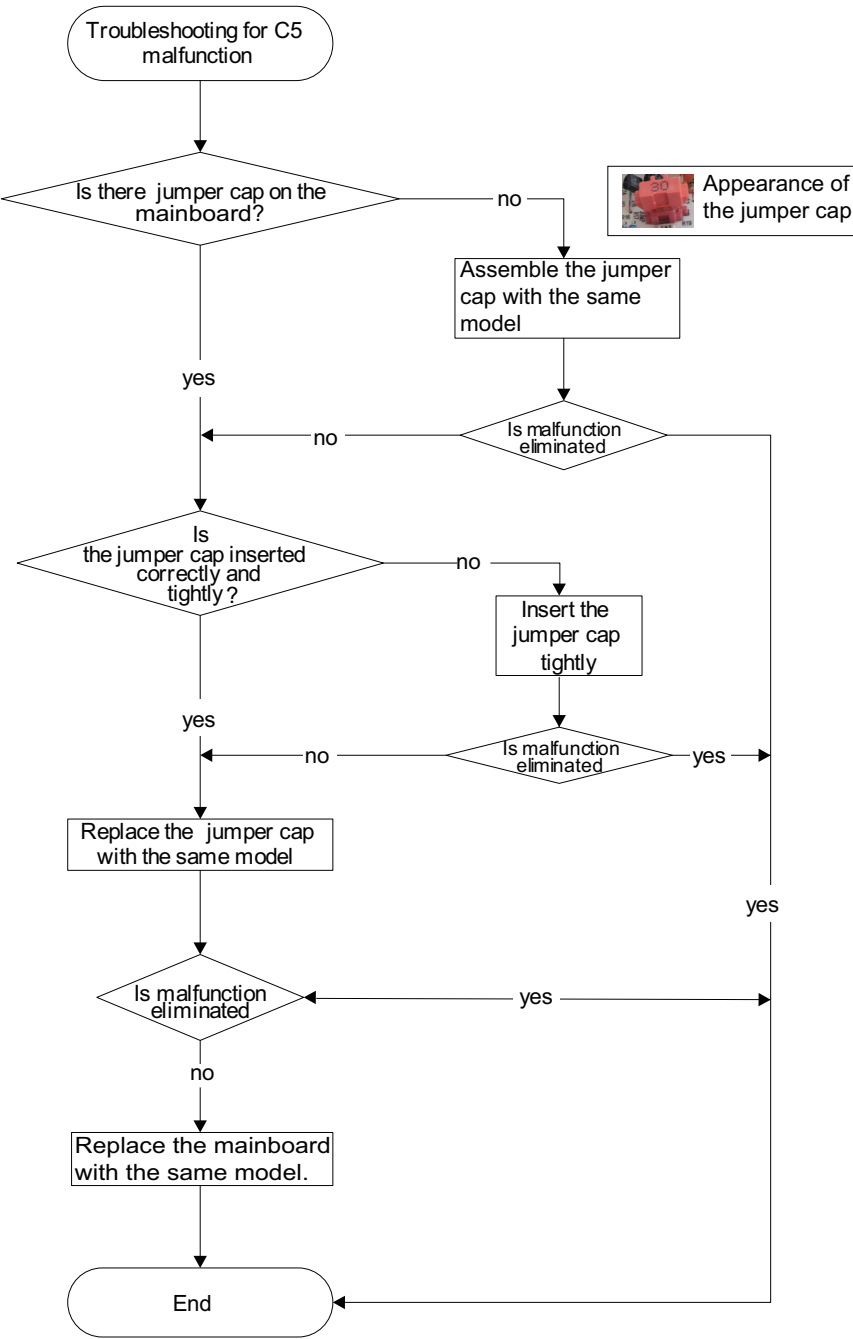 Troubleshooting for C5
malfunction
Is there jumper cap on the
mainboard?
no
30
Appearance of
the jumper cap
Assemble the jumper
cap with the same
model
yes
no
Is malfunction
eliminated
Is
the jumper cap inserted
correctly and
tightly?
no
Insert the
jumper cap
tightly
yes
no
Is malfunction
eliminated
yes
Replace the jumper cap
with the same model
yes
Is malfunction
eliminated
yes
no
Replace the mainboard
with the same model.
End